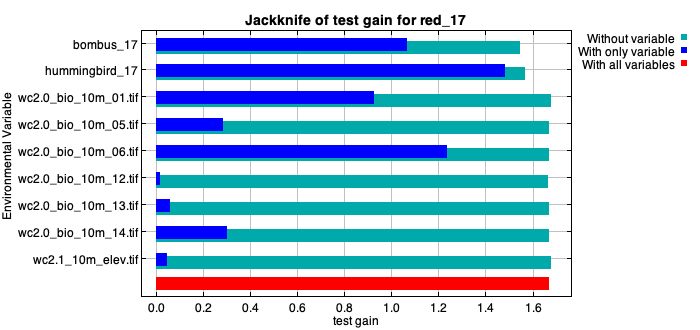 Jackknife of test gain for red_17
Environmental Variable
bombus_17
hummingbird_17
wc2.0_bio_10m_01.tif
wc2.0_bio_10m_05.tif
wc2.0_bio_10m_06.tif
wc2.0_bio_10m_12.tif
wc2.0_bio_10m_13.tif
wc2.0_bio_10m_14.tif
wc2.1_10m_elev.tif
0.0 0.2 0.4 0.6 0.8 1.0 1.2 1.4 1.6
test gain
Without variable
With only variable
With all variables